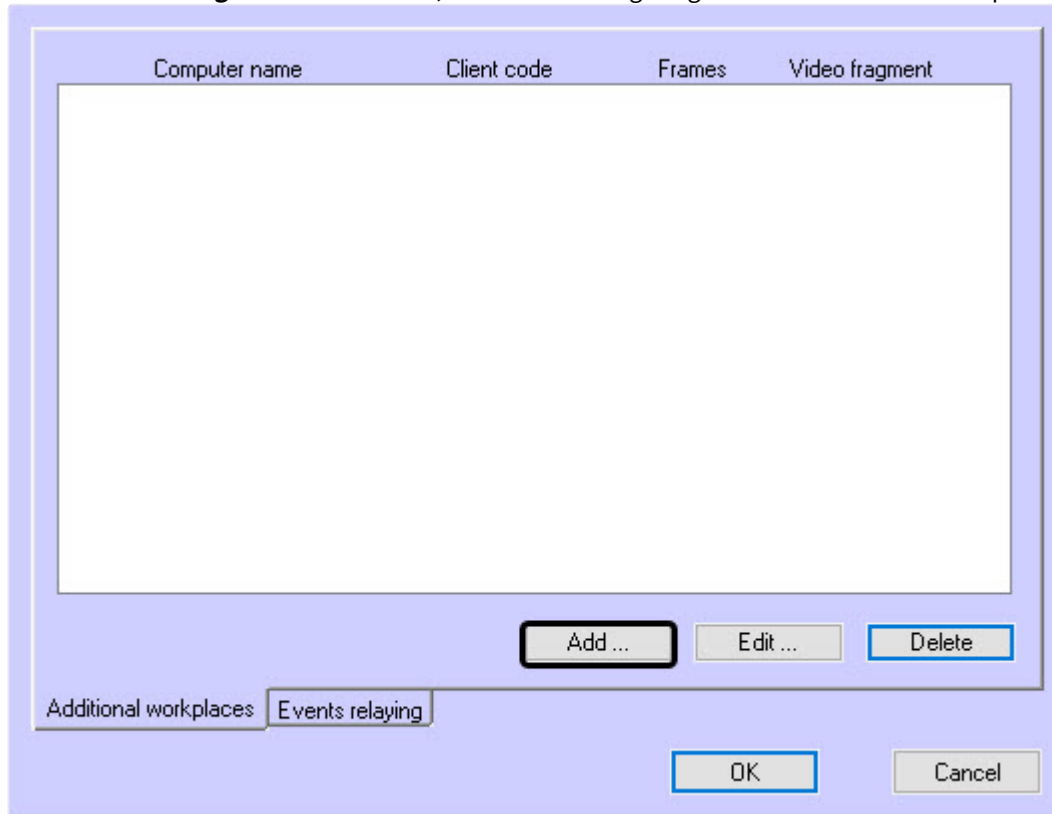 Computer name Client code Frames Video fragment
Add ... Edit ... Delete
Additional workplaces Events relaying
OK Cancel